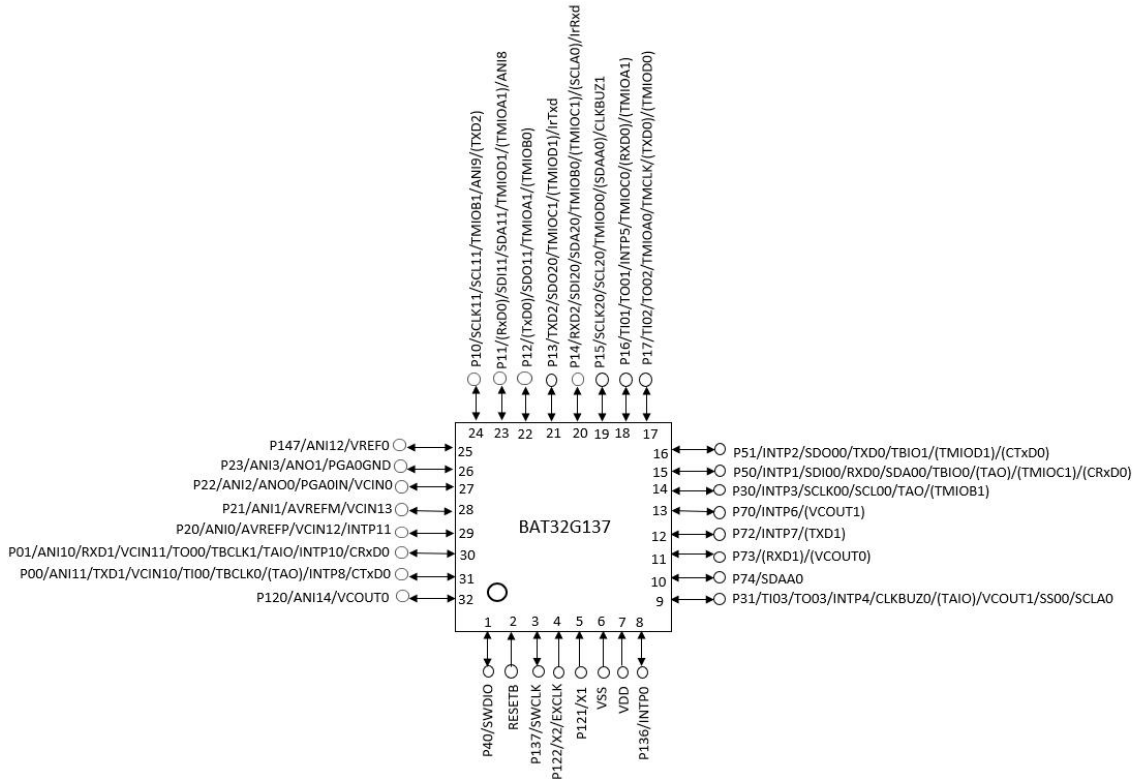 P10/SCLK11/SCL11/TMIOB1/ANI9/(TXD2)
P11/(RxD0)/SDI11/SDA11/TMIOD1/(TMIOA1)/ANI8
P12/(TxD0)/SDO11/TMIOA1/(TMIOB0)
P13/TXD2/SDO20/TMIOC1/(TMIOD1)/IrTxd
P14/RXD2/SDI20/SDA20/TMIOB0/(TMIOC1)/(SCLA0)/IrRxd
P15/SCLK20/SCL20/TMIOD0/(SDAA0)/CLKBUZ1
P16/TI01/TO01/INTP5/TMIOC0/(RXD0)/(TMIOA1)
P17/TI02/TO02/TMIOA0/TMCLK/(TXD0)/(TMIOD0)
24 23 22 21 20 19 18 17
P147/ANI12/VREF0 25
P23/ANI3/ANO1/PGA0GND 26
P22/ANI2/ANO0/PGA0IN/VCIN0 27
P21/ANI1/AVREFM/VCIN13 28
P20/ANI0/AVREFP/VCIN12/INTP11 29
P01/ANI10/RXD1/VCIN11/TO00/TBCLK1/TAIO/INTP10/CRxD0 30
P00/ANI11/TXD1/VCIN10/TI00/TBCLK0/(TAO)/INTP8/CTxD0 31
P120/ANI14/VCOUT0 32
BAT32G137
16 P51/INTP2/SDO00/TXD0/TBIO1/(TMIOD1)/(CTxD0)
15 P50/INTP1/SDI00/RXD0/SDA00/TBIO0/(TAO)/(TMIOC1)/(CRxD0)
14 P30/INTP3/SCLK00/SCL00/TAO/(TMIOB1)
13 P70/INTP6/(VCOUT1)
12 P72/INTP7/(TXD1)
11 P73/(RXD1)/(VCOUT0)
10 P74/SDAA0
9 P31/TI03/TO03/INTP4/CLKBUZ0/(TAIO)/VCOUT1/SS00/SCLA0
1 2 3 4 5 6 7 8
P40/SWDIO
RESETB
P137/SWCLK
P122/X2/EXCLK
P121/X1
VSS
VDD
P136/INTP0